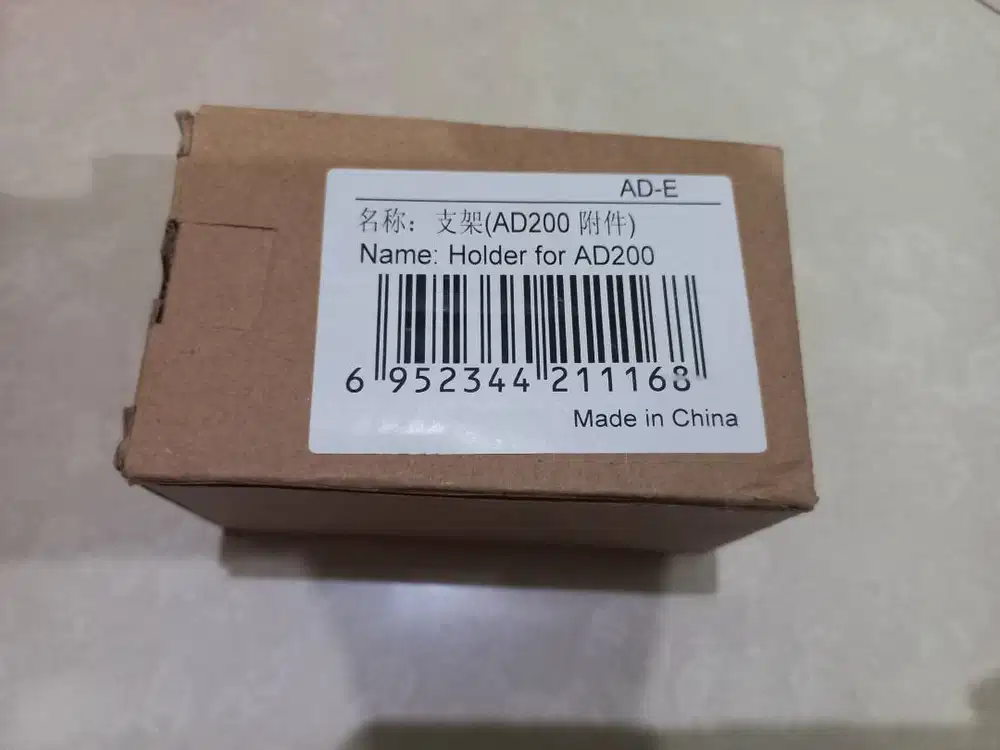 AD-E
名称：支架(AD200 附件)
Name: Holder for AD200
6 952344 211168
Made in China